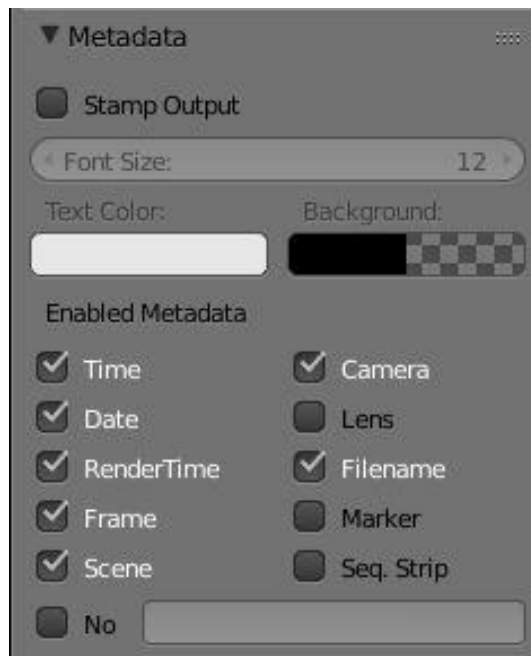 Metadata
Stamp Output
Font Size: 12
Text Color: Background:
Enabled Metadata
Time Camera
Date Lens
RenderTime Filename
Frame Marker
Scene Seq. Strip
No